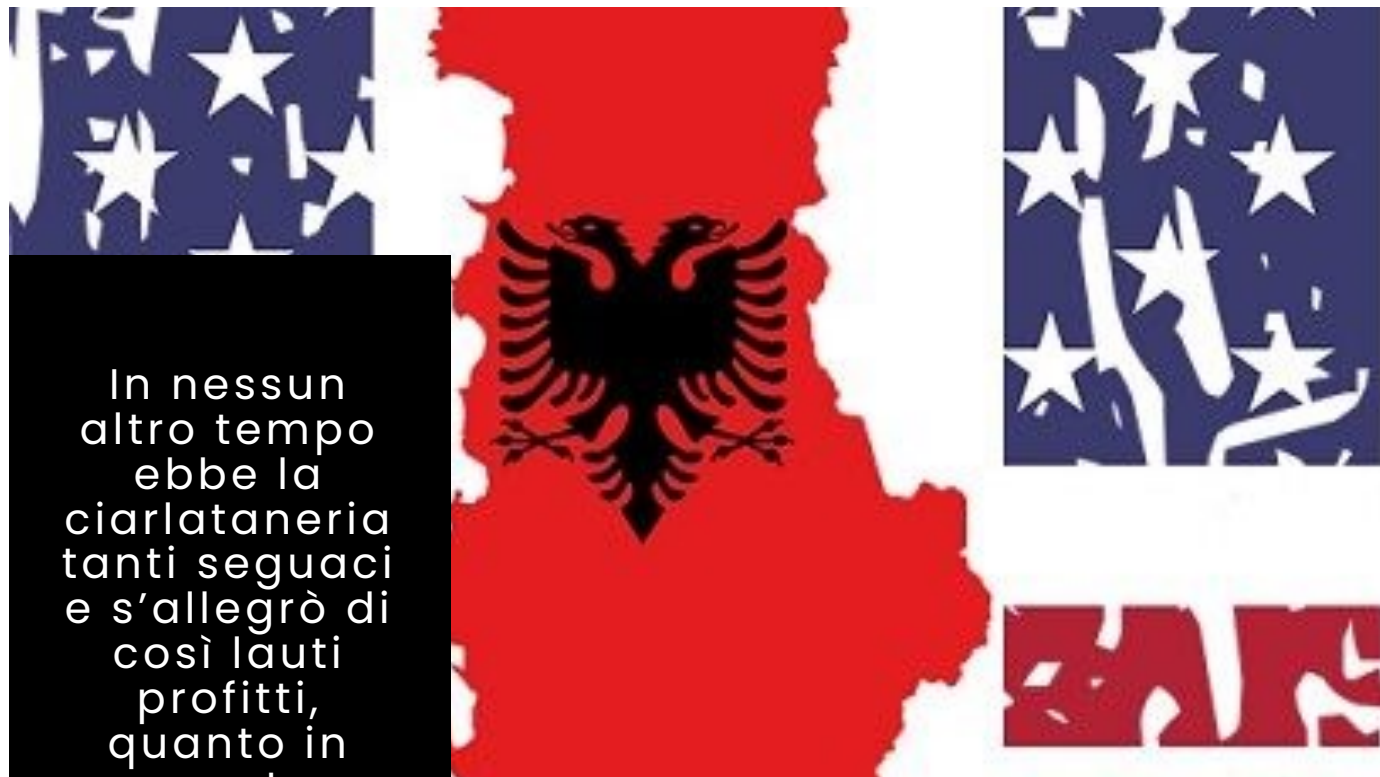 In nessun
altro tempo
ebbe la
ciarlataneria
tanti seguaci
e s’allegrò di
così lauti
profitti,
quanto in